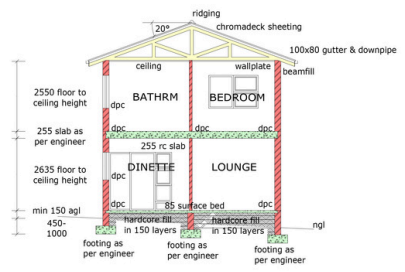 ridging
20°
chromadeck sheeting
100x80 gutter & downpipe
ceiling
wallplate
beamfill
2550 floor to
ceiling height
BATHRM
BEDROOM
dpc
dpc
dpc
dpc
255 slab as
per engineer
255 rc slab
2635 floor to
ceiling height
DINETTE
LOUNGE
dpc
dpc
85 surface bed
min 150 agl
450-
1000
hardcore fill
in 150 layers
hardcore fill
in 150 layers
ngl
footing as
per engineer
footing as
per engineer
footing as
per engineer